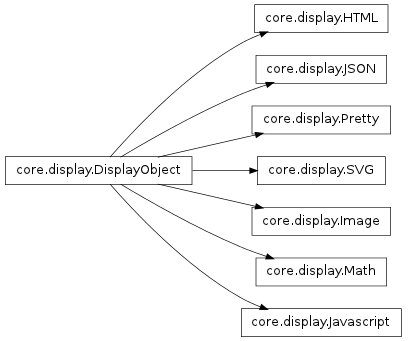 core.display.HTML
core.display.JSON
core.display.Pretty
core.display.DisplayObject
core.display.SVG
core.display.Image
core.display.Math
core.display.Javascript